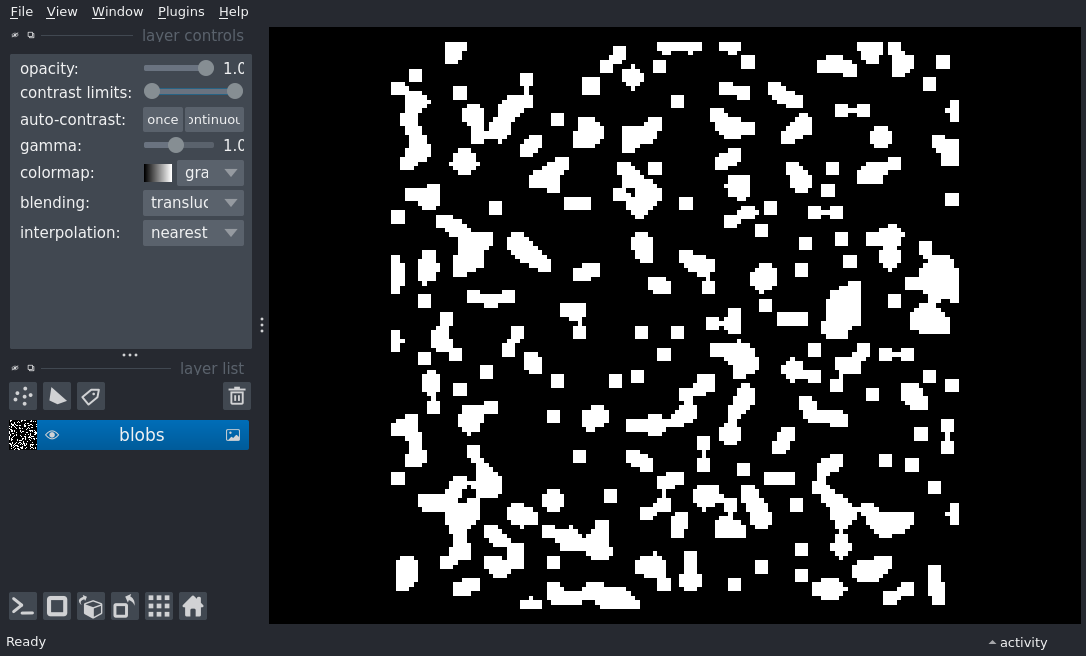 File View Window Plugins Help
layer controls
opacity: 1.0
contrast limits:
auto-contrast: once ontinuou
gamma: 1.0
colormap: gra
blending: transluc
interpolation: nearest
layer list
blobs
Ready
activity